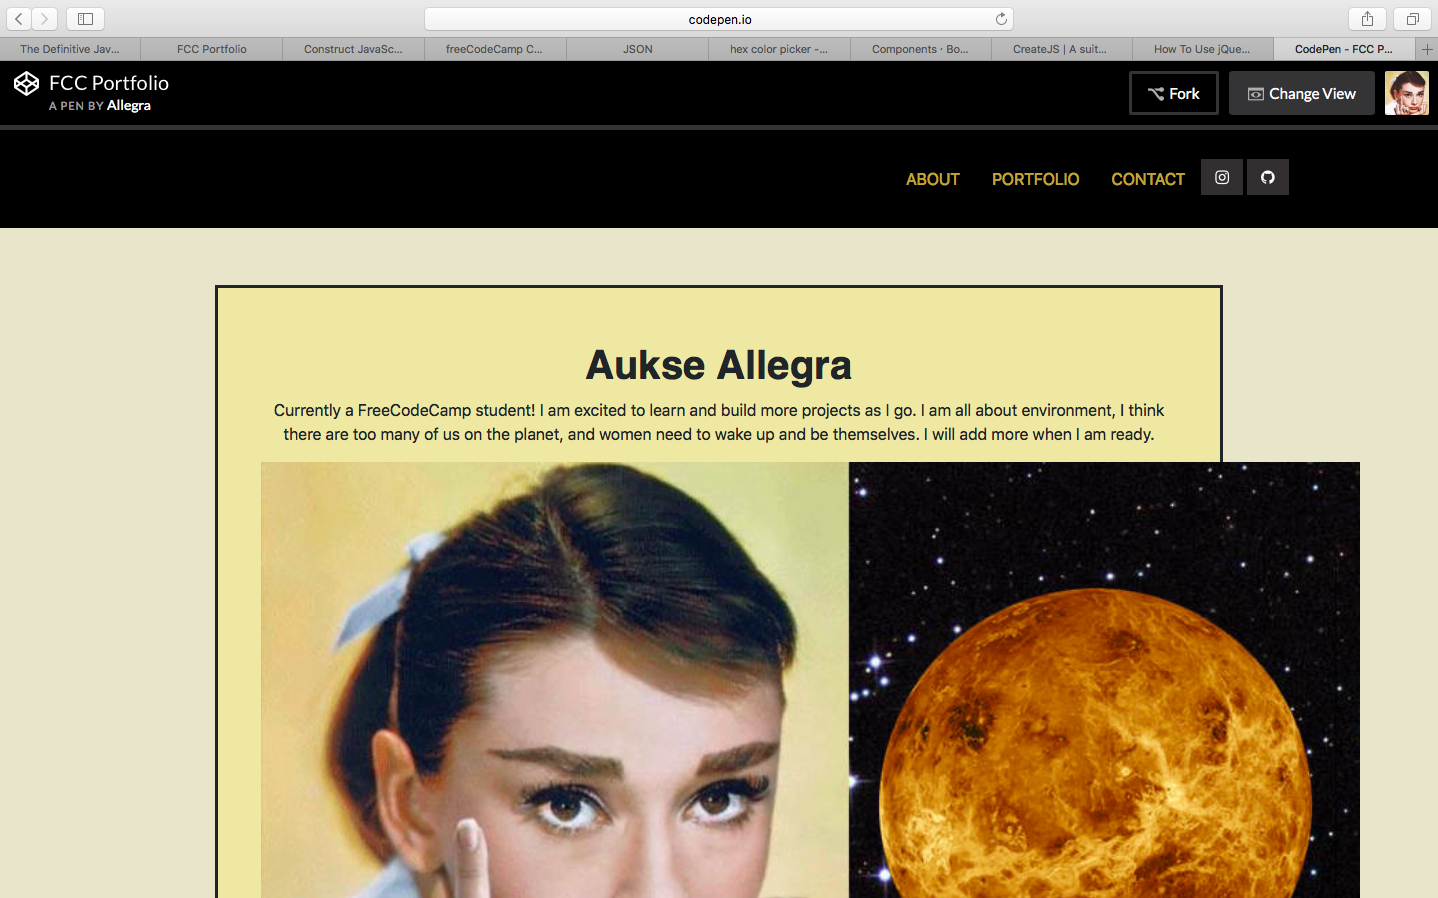 codepen.io
The Definitive Jav...
FCC Portfolio
Construct JavaSc...
freeCodeCamp C...
JSON
hex color picker -...
Components · Bo...
CreateJS | A suit...
How To Use jQue...
CodePen - FCC P...
FCC Portfolio
A PEN BY Allegra
Fork
Change View
ABOUT
PORTFOLIO
CONTACT
Aukse Allegra
Currently a FreeCodeCamp student! I am excited to learn and build more projects as I go. I am all about environment, I think
there are too many of us on the planet, and women need to wake up and be themselves. I will add more when I am ready.